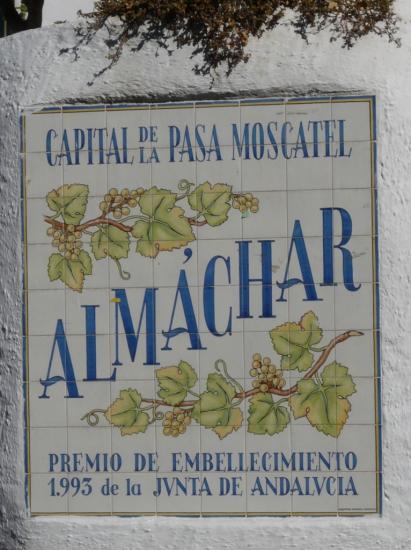 CAPITAL DE LA PASA MOSCATEL
ALMÁCHAR
PREMIO DE EMBELLECIMIENTO
1.993 de la JVNTA DE ANDALVCIA